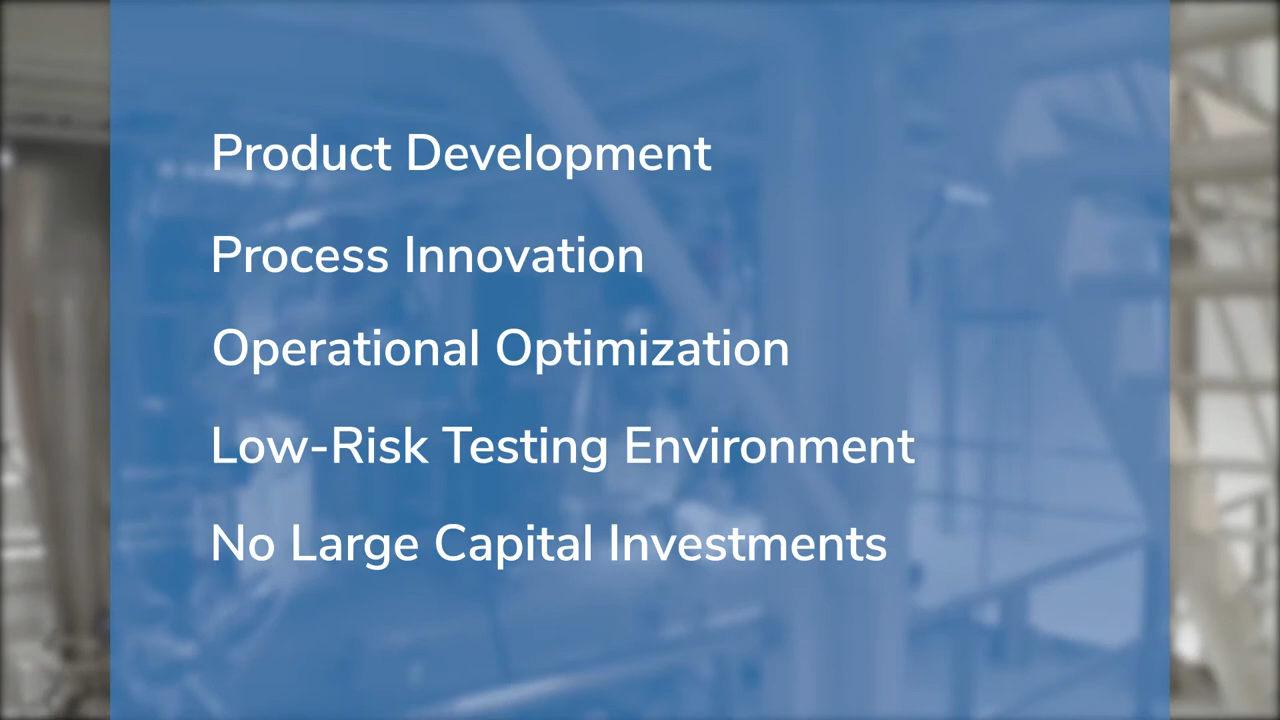 Product Development
Process Innovation
Operational Optimization
Low-Risk Testing Environment
No Large Capital Investments